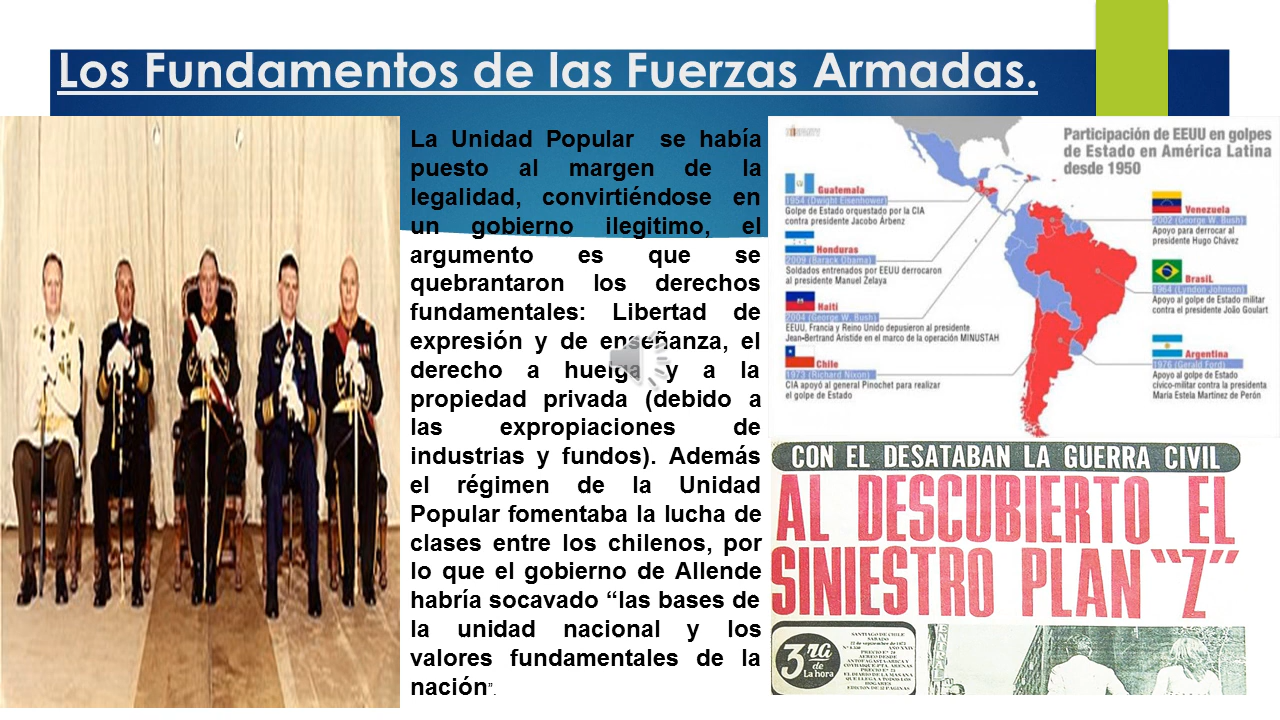 Los Fundamentos de las Fuerzas Armadas.
La Unidad Popular se había
puesto al margen de la
legalidad, convirtiéndose en
un gobierno ilegitimo, el
argumento es que se
quebrantaron los derechos
fundamentales: Libertad de
expresión y de enseñanza, el
derecho a huelga y a la
propiedad privada (debido a
las expropiaciones de
industrias y fundos). Además
el régimen de la Unidad
Popular fomentaba la lucha de
clases entre los chilenos, por
lo que el gobierno de Allende
habría socavado “las bases de
la unidad nacional y los
valores fundamentales de la
nación”.
Participación de EEUU en golpes
de Estado en América Latina
desde 1950
Guatemala
1954 (Dwight Eisenhower)
Golpe de Estado orquestado por la CIA
contra presidente Jacobo Árbenz
Honduras
2009 (Barack Obama)
Soldados entrenados por EEUU derrocaron
al presidente Manuel Zelaya
Haití
2004 (George W. Bush)
EEUU, Francia y Reino Unido depusieron al presidente
Jean-Bertrand Aristide en el marco de la operación MINUSTAH
Chile
1973 (Richard Nixon)
CIA apoyó al general Pinochet para realizar
el golpe de Estado
Venezuela
2002 (George W. Bush)
Apoyo para derrocar al
presidente Hugo Chávez
BrasiL
1964 (Lyndon Johnson)
Apoyo al golpe de Estado militar
contra el presidente João Goulart
Argentina
1976 (Gerald Ford)
Apoyo al golpe de Estado
cívico-militar contra la presidenta
María Estela Martínez de Perón
CON EL DESATABAN LA GUERRA CIVIL
AL DESCUBIERTO EL
SINIESTRO PLAN “Z”
3ra
de
La hora
SANTIAGO DE CHILE
SABADO